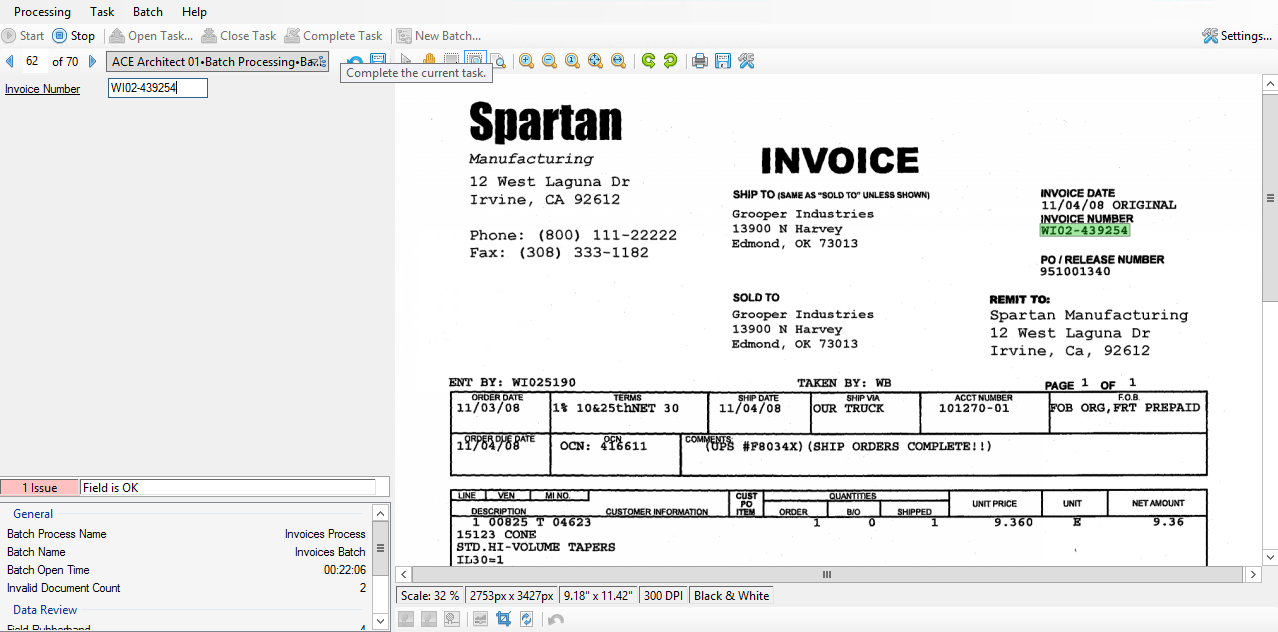 Processing Task Batch Help
Start Stop Open Task... Close Task Complete Task New Batch... Settings...
62 of 70 ACE Architect 01•Batch Processing•Ba
Complete the current task.
Invoice Number WI02-439254
Spartan
Manufacturing
12 West Laguna Dr
Irvine, CA 92612
Phone: (800) 111-22222
Fax: (308) 333-1182
INVOICE
SHIP TO (SAME AS "SOLD TO" UNLESS SHOWN)
Grooper Industries
13900 N Harvey
Edmond, OK 73013
INVOICE DATE
11/04/08 ORIGINAL
INVOICE NUMBER
WI02-439254
PO / RELEASE NUMBER
951001340
SOLD TO
Grooper Industries
13900 N Harvey
Edmond, OK 73013
REMIT TO:
Spartan Manufacturing
12 West Laguna Dr
Irvine, Ca, 92612
ENT BY: WI025190 TAKEN BY: WB PAGE 1 OF 1
ORDER DATE TERMS SHIP DATE SHIP VIA ACCT NUMBER F.O.B.
11/03/08 1% 10&25thNET 30 11/04/08 OUR TRUCK 101270-01 FOB ORG,FRT PREPAID
ORDER DUE DATE OCN COMMENTS
11/04/08 OCN: 416611 (UPS #F8034X)(SHIP ORDERS COMPLETE!!)
LINE VEN MI NO. CUST PO ITEM QUANTITIES UNIT PRICE UNIT NET AMOUNT
DESCRIPTION CUSTOMER INFORMATION ORDER B/O SHIPPED
1 00825 T 04623 1 0 1 9.360 E 9.36
15123 CONE
STD.HI-VOLUME TAPERS
IL30=1
1 Issue Field is OK
General
Batch Process Name Invoices Process
Batch Name Invoices Batch
Batch Open Time 00:22:06
Invalid Document Count 2
Data Review
Field Rubberband 4
Scale: 32 % 2753px x 3427px 9.18" x 11.42" 300 DPI Black & White